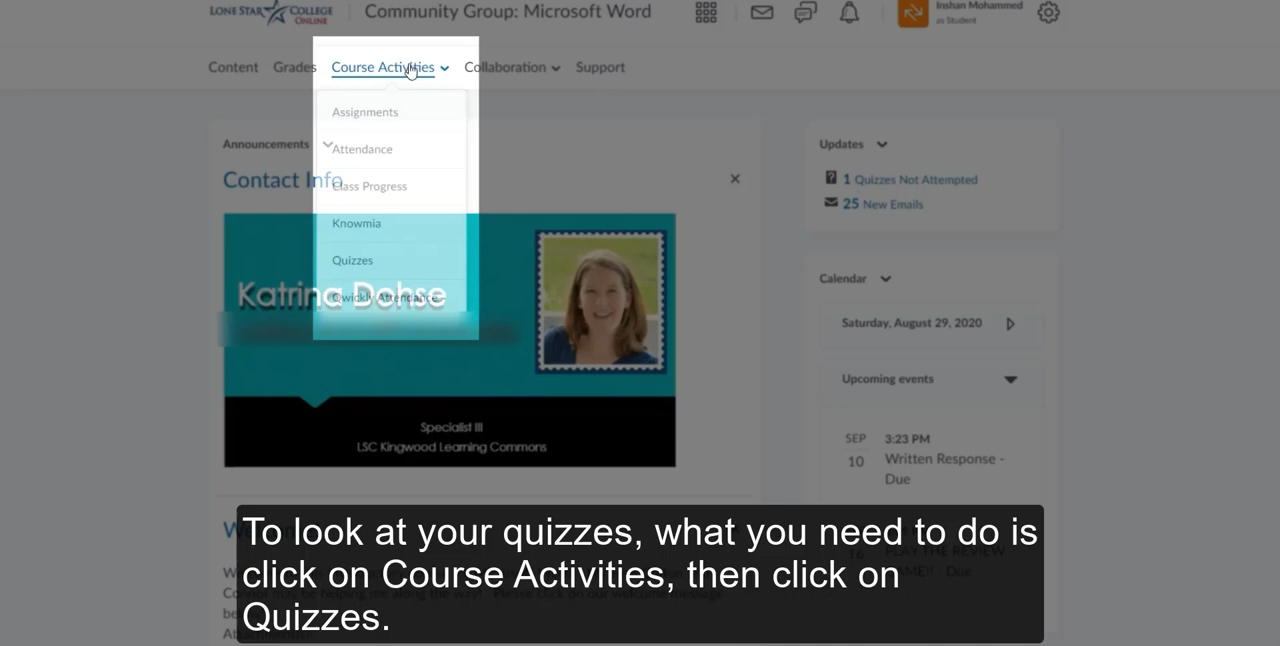 LONE STAR COLLEGE
ONLINE
Community Group: Microsoft Word
Inshan Mohammed
as Student
Content Grades Course Activities Collaboration Support
Assignments
Attendance
Class Progress
Knowmia
Quizzes
Qwickly Attendance
Announcements
Contact Info
Katrina Dohse
Specialist III
LSC Kingwood Learning Commons
Updates
1 Quizzes Not Attempted
25 New Emails
Calendar
Saturday, August 29, 2020
Upcoming events
SEP
10
3:23 PM
Written Response -
Due
To look at your quizzes, what you need to do is
click on Course Activities, then click on
Quizzes.